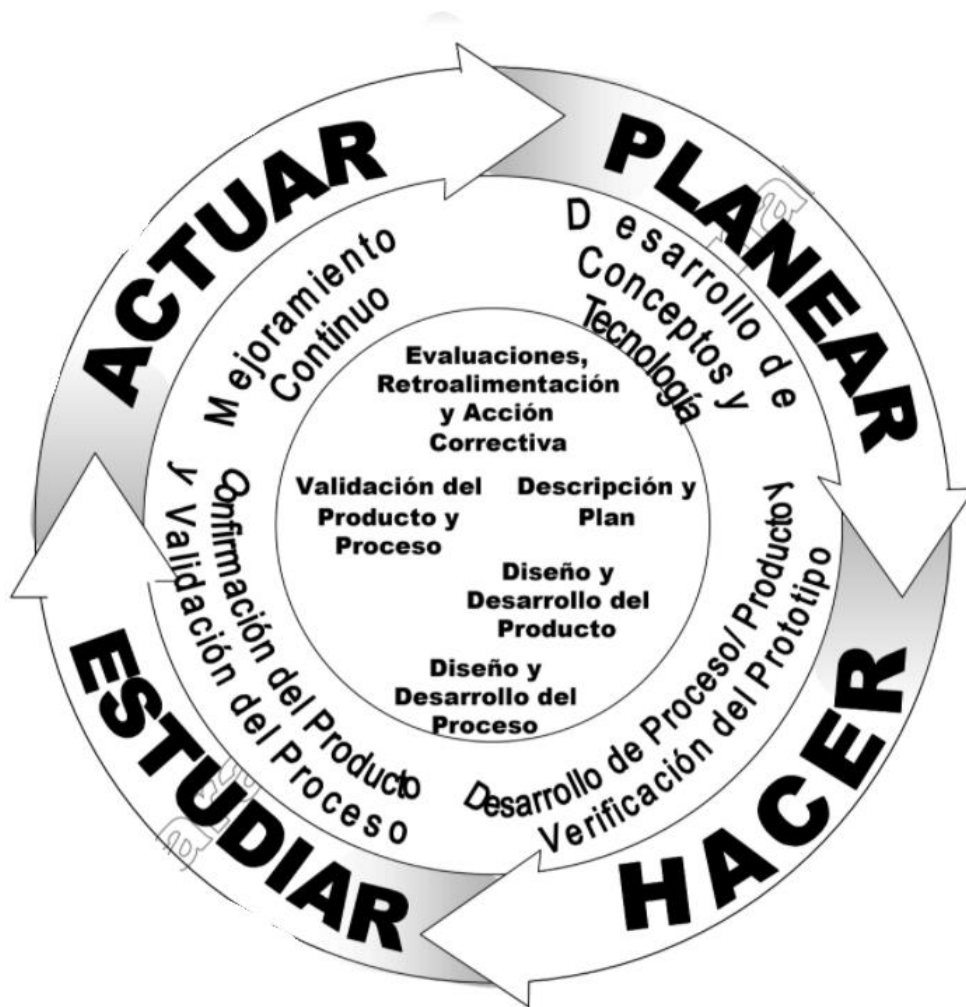 ACTUAR
PLANEAR
HACER
ESTUDIAR
Mejoramiento
Continuo
Desarrollo de
Conceptos y
Tecnología
Desarrollo de Proceso/ Producto y
Verificación del Prototipo
Confirmación del Producto
y Validación del Proceso
Evaluaciones,
Retroalimentación
y Acción
Correctiva
Validación del
Producto y
Proceso
Descripción y
Plan
Diseño y
Desarrollo del
Producto
Diseño y
Desarrollo del
Proceso